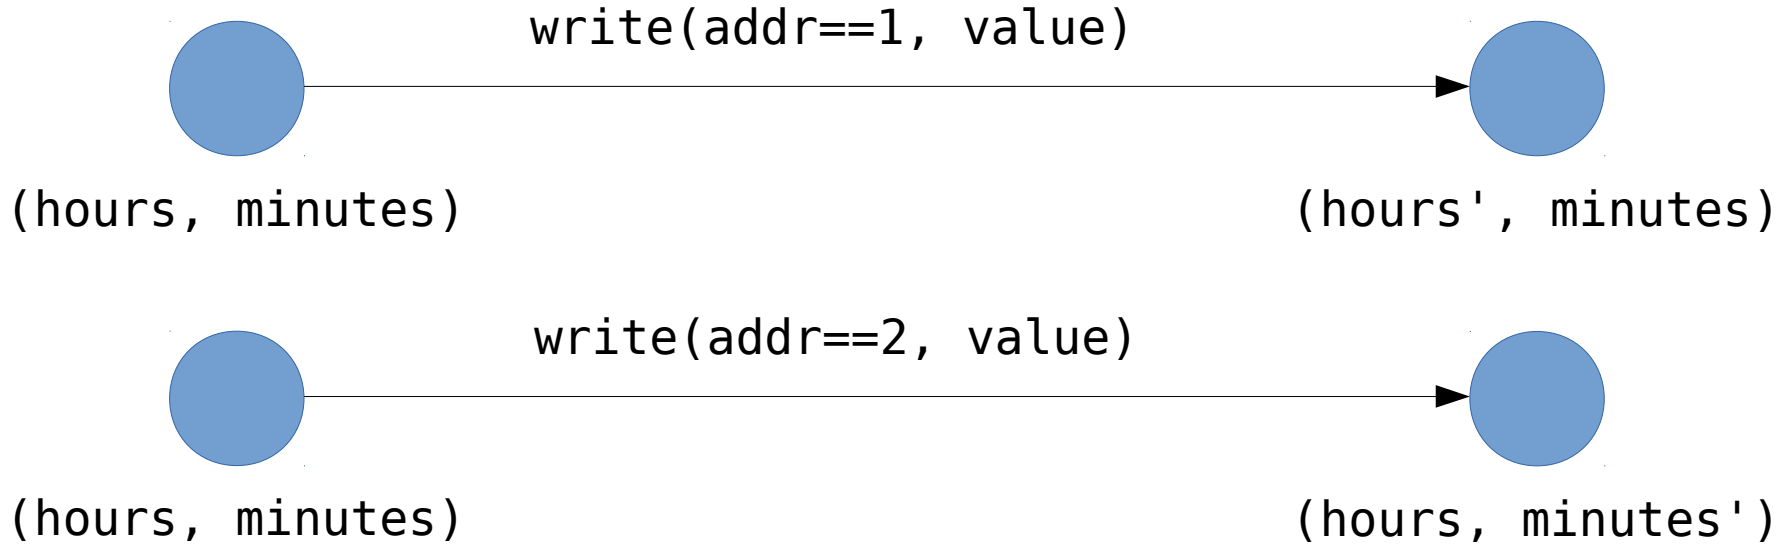 write(addr==1, value)
(hours, minutes)
(hours', minutes)
write(addr==2, value)
(hours, minutes)
(hours, minutes')